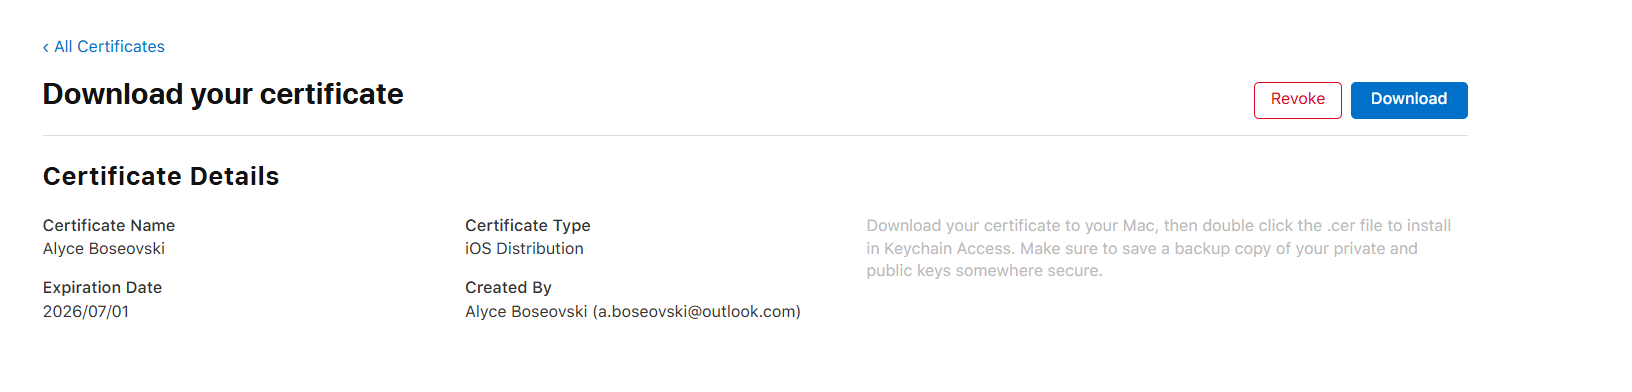 ‹ All Certificates
Download your certificate
Revoke
Download
Certificate Details
Certificate Name
Alyce Boseovski
Certificate Type
iOS Distribution
Download your certificate to your Mac, then double click the .cer file to install
in Keychain Access. Make sure to save a backup copy of your private and
public keys somewhere secure.
Expiration Date
2026/07/01
Created By
Alyce Boseovski (a.boseovski@outlook.com)